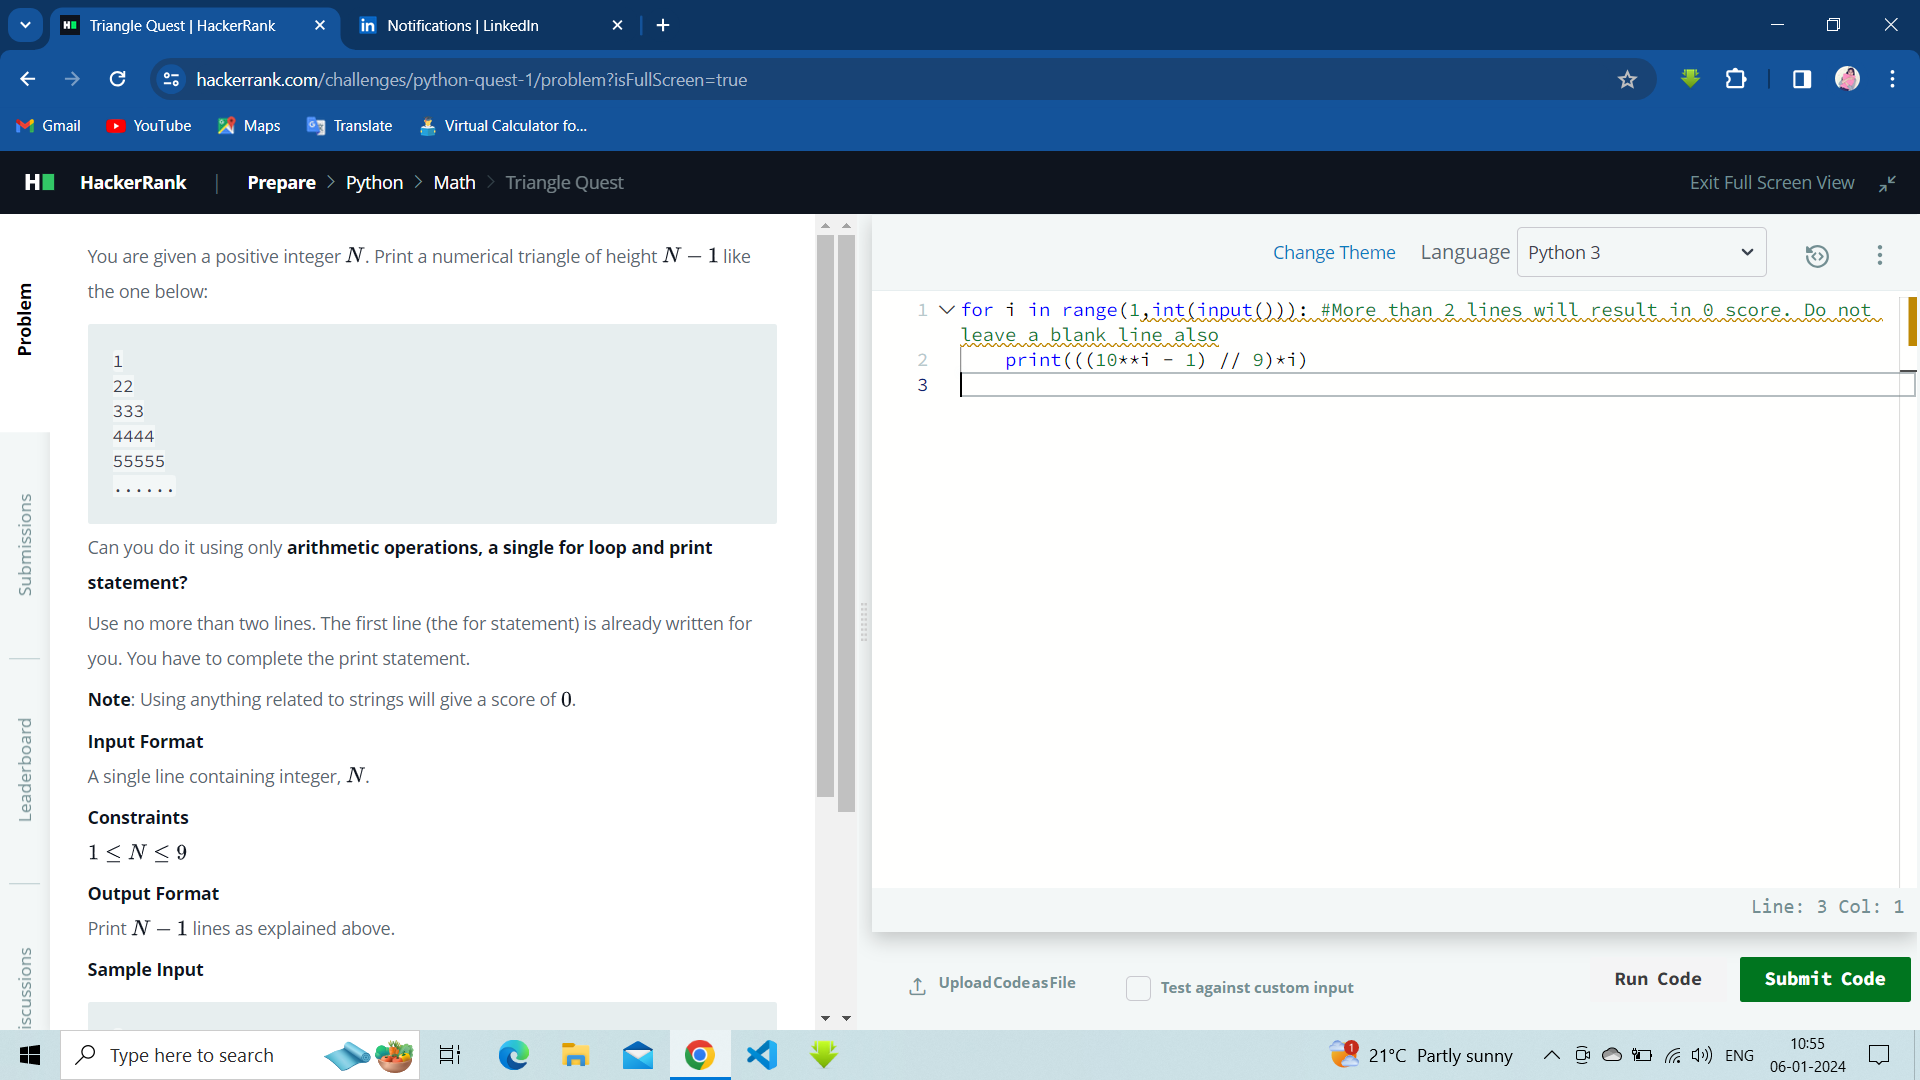 Triangle Quest | HackerRank
Notifications | LinkedIn
hackerrank.com/challenges/python-quest-1/problem?isFullScreen=true
Gmail
YouTube
Maps
Translate
Virtual Calculator fo...
HackerRank | Prepare > Python > Math > Triangle Quest
Exit Full Screen View
Problem
Submissions
Leaderboard
iscussions
You are given a positive integer N. Print a numerical triangle of height N − 1 like
the one below:
1
22
333
4444
55555
......
Can you do it using only arithmetic operations, a single for loop and print
statement?
Use no more than two lines. The first line (the for statement) is already written for
you. You have to complete the print statement.
Note: Using anything related to strings will give a score of 0.
Input Format
A single line containing integer, N.
Constraints
1 ≤ N ≤ 9
Output Format
Print N − 1 lines as explained above.
Sample Input
Change Theme
Language
Python 3
1 for i in range(1,int(input())): #More than 2 lines will result in 0 score. Do not
leave a blank line also
2 print(((10**i - 1) // 9)*i)
3
Line: 3 Col: 1
Upload Code as File
Test against custom input
Run Code
Submit Code
Type here to search
1
21°C Partly sunny
ENG
10:55
06-01-2024